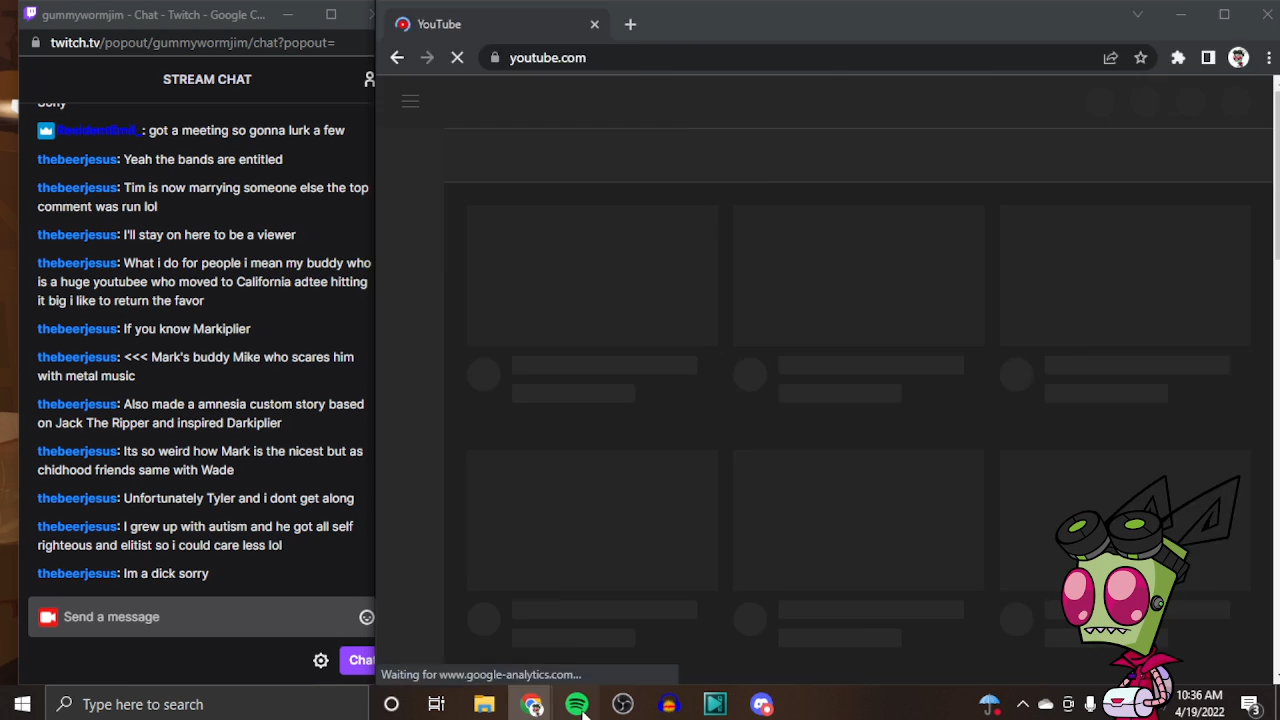 gummywormjim - Chat - Twitch - Google C...
YouTube
twitch.tv/popout/gummywormjim/chat?popout=
youtube.com
STREAM CHAT
Sorry
: got a meeting so gonna lurk a few
thebeerjesus: Yeah the bands are entitled
thebeerjesus: Tim is now marrying someone else the top
comment was run lol
thebeerjesus: I'll stay on here to be a viewer
thebeerjesus: What i do for people i mean my buddy who
is a huge youtubee who moved to California adtee hitting
it big i like to return the favor
thebeerjesus: If you know Markiplier
thebeerjesus: <<< Mark's buddy Mike who scares him
with metal music
thebeerjesus: Also made a amnesia custom story based
on Jack The Ripper and inspired Darkiplier
thebeerjesus: Its so weird how Mark is the nicest but as
chidhood friends same with Wade
thebeerjesus: Unfortunately Tyler and i dont get along
thebeerjesus: I grew up with autism and he got all self
righteous and elitist so i could care less lol
thebeerjesus: Im a dick sorry
Send a message
Chat
Waiting for www.google-analytics.com...
Type here to search
10:36 AM
4/19/2022
3